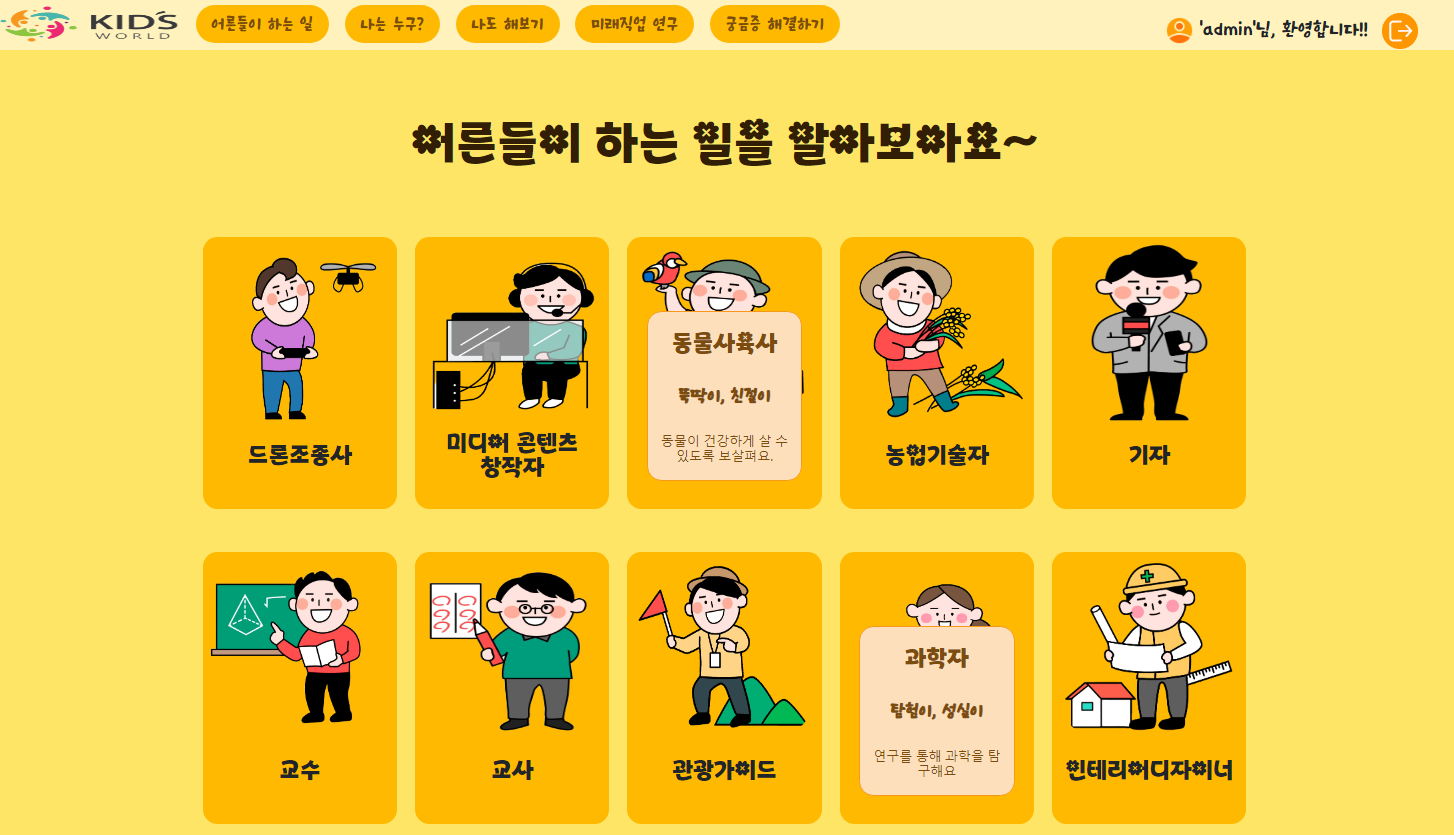 KID'S
WORLD
어른들이 하는 일
나는 누구?
나도 해보기
미래직업 연구
궁금증 해결하기
'admin'님, 환영합니다!!
어른들이 하는 일을 알아보아요~
드론조종사
미디어 콘텐츠
창작자
동물사육사
뚝딱이, 친절이
동물이 건강하게 살 수
있도록 보살펴요.
농업기술자
기자
교수
교사
관광가이드
과학자
탐험이, 성실이
연구를 통해 과학을 탐
구해요
인테리어디자이너